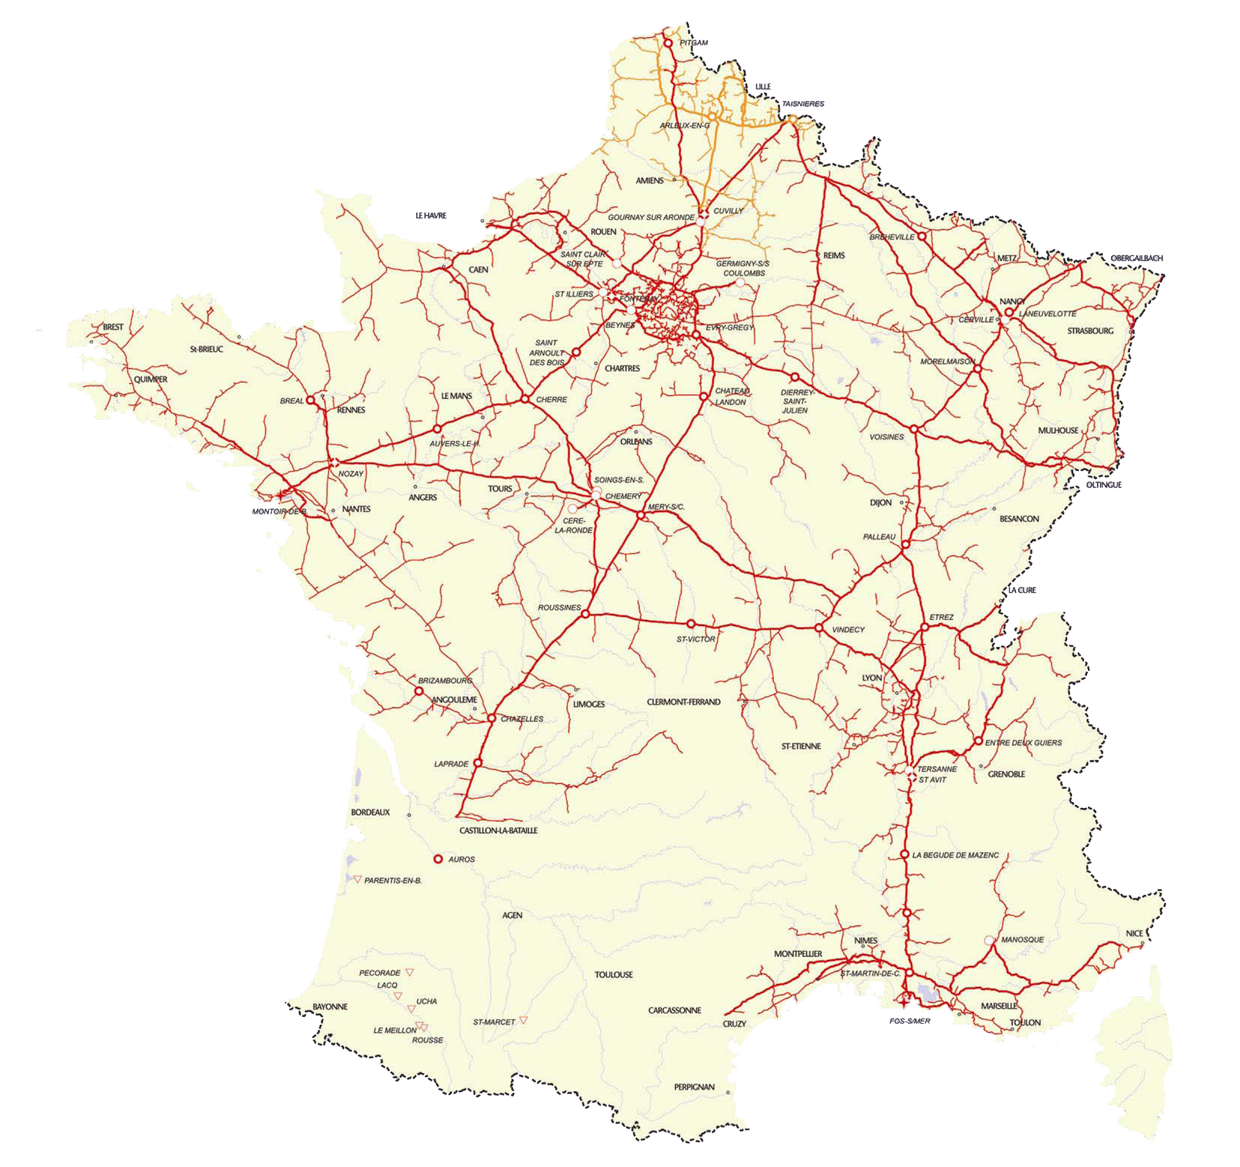 PITGAM
LILLE
TAISNIERES
ARLEUX-EN-G
AMIENS
CUVILLY
GOURNAY SUR ARONDE
LE HAVRE
ROUEN
BREHEVILLE
REIMS
METZ
OBERGAILBACH
SAINT CLAIR
SUR EPTE
GERMIGNY-S/S
COULOMBS
CAEN
ST ILLIERS
FONTENAY
NANCY
LANEUVELOTTE
CERVILLE
STRASBOURG
BREST
BEYNES
EVRY-GREGY
St-BRIEUC
SAINT
ARNOULT
DES BOIS
CHARTRES
MORELMAISON
QUIMPER
LE MANS
CHATEAU
LANDON
DIERREY-
SAINT-
JULIEN
BREAL
RENNES
CHERRE
MULHOUSE
AUVERS-LE-H.
ORLEANS
VOISINES
NOZAY
SOINGS-EN-S.
OLTINGUE
TOURS
ANGERS
CHEMERY
MONTOIR-DE-B.
NANTES
CERE-
LA-RONDE
MERY-S/C.
DIJON
BESANCON
PALLEAU
LA CURE
ROUSSINES
ST-VICTOR
VINDECY
ETREZ
BRIZAMBOURG
ANGOULEME
LIMOGES
CLERMONT-FERRAND
LYON
CHAZELLES
ST-ETIENNE
ENTRE DEUX GUIERS
LAPRADE
TERSANNE
ST AVIT
GRENOBLE
BORDEAUX
CASTILLON-LA-BATAILLE
AUROS
LA BEGUDE DE MAZENC
PARENTIS-EN-B.
AGEN
NIMES
MANOSQUE
NICE
MONTPELLIER
PECORADE
LACQ
TOULOUSE
ST-MARTIN-DE-C.
UCHA
BAYONNE
CARCASSONNE
MARSEILLE
LE MEILLON
ROUSSE
ST-MARCET
CRUZY
FOS-S/MER
TOULON
PERPIGNAN